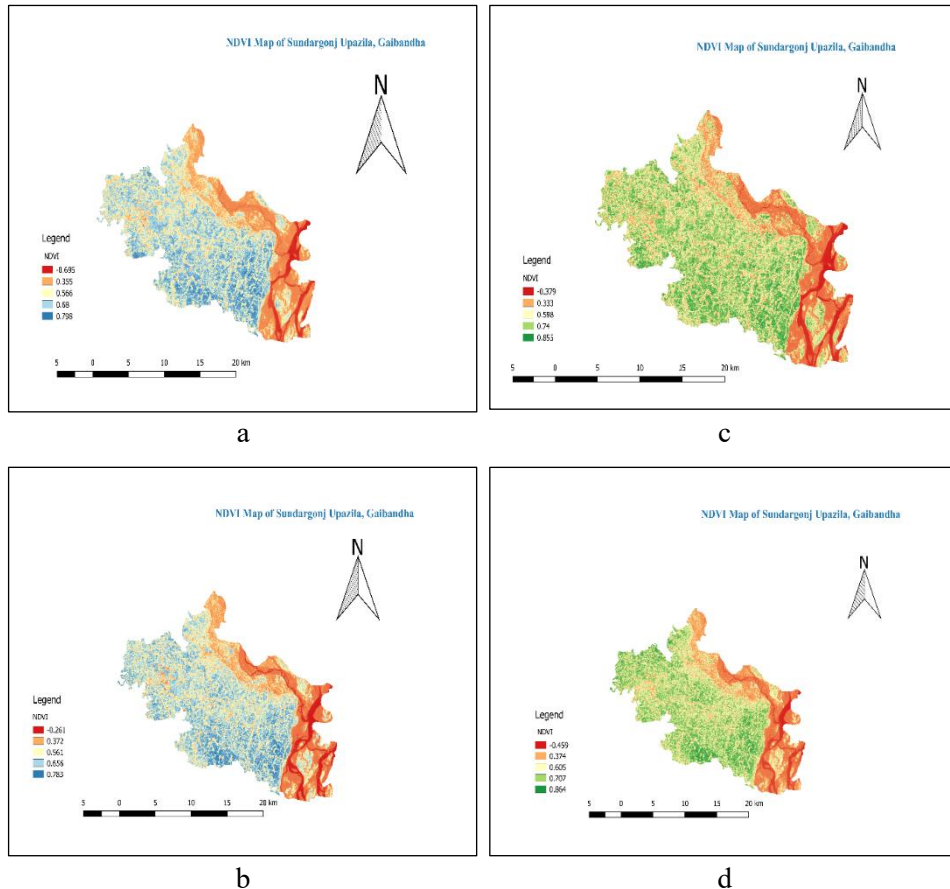 NDVI Map of Sundargonj Upazila, Gaibandha
N
Legend
NDVI
-0.695
0.355
0.566
0.68
0.798
5 0 5 10 15 20 km
a
NDVI Map of Sundargonj Upazila, Gaibandha
N
Legend
NDVI
-0.379
0.333
0.588
0.74
0.855
5 0 5 10 15 20 km
c
NDVI Map of Sundargonj Upazila, Gaibandha
N
Legend
NDVI
-0.261
0.372
0.561
0.656
0.783
5 0 5 10 15 20 km
b
NDVI Map of Sundargonj Upazila, Gaibandha
N
Legend
NDVI
-0.459
0.374
0.605
0.707
0.864
5 0 5 10 15 20 km
d